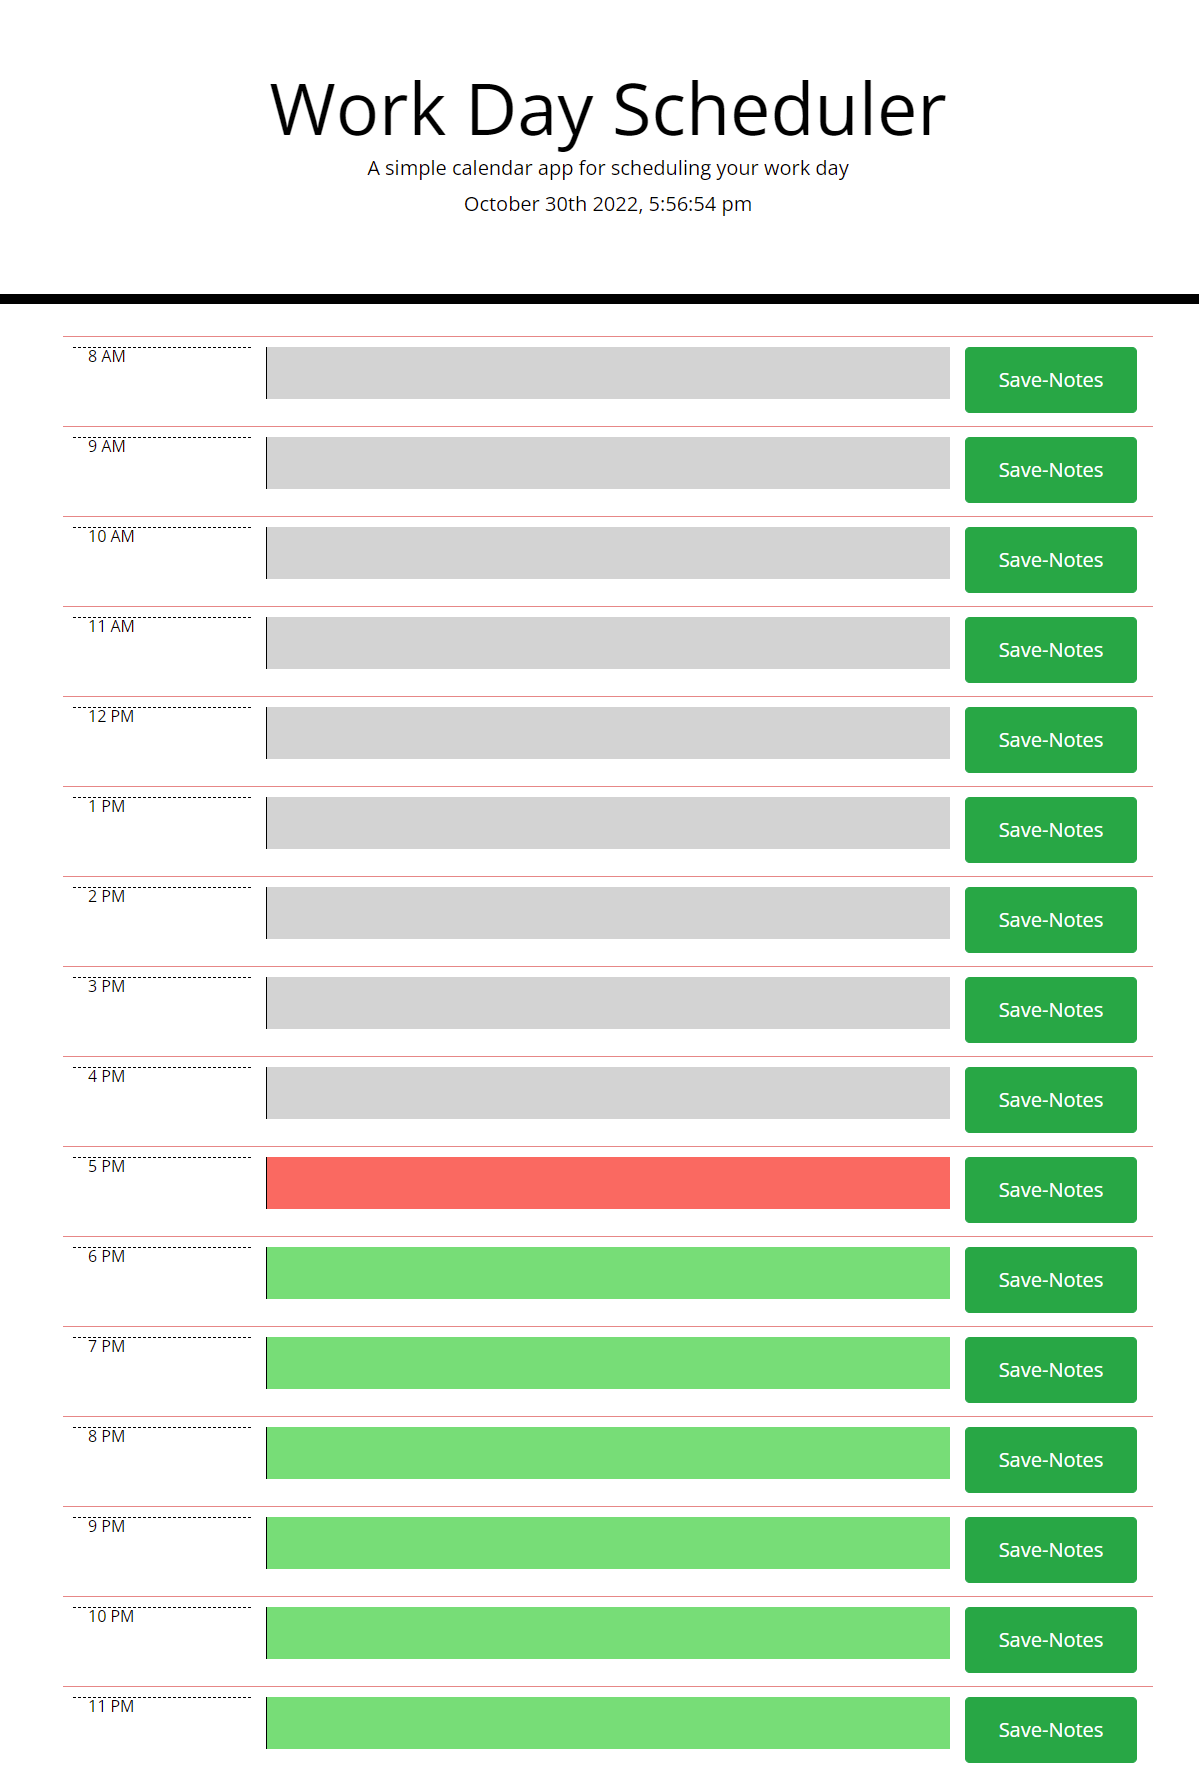 Work Day Scheduler
A simple calendar app for scheduling your work day
October 30th 2022, 5:56:54 pm
8 AM
Save-Notes
9 AM
Save-Notes
10 AM
Save-Notes
11 AM
Save-Notes
12 PM
Save-Notes
1 PM
Save-Notes
2 PM
Save-Notes
3 PM
Save-Notes
4 PM
Save-Notes
5 PM
Save-Notes
6 PM
Save-Notes
7 PM
Save-Notes
8 PM
Save-Notes
9 PM
Save-Notes
10 PM
Save-Notes
11 PM
Save-Notes